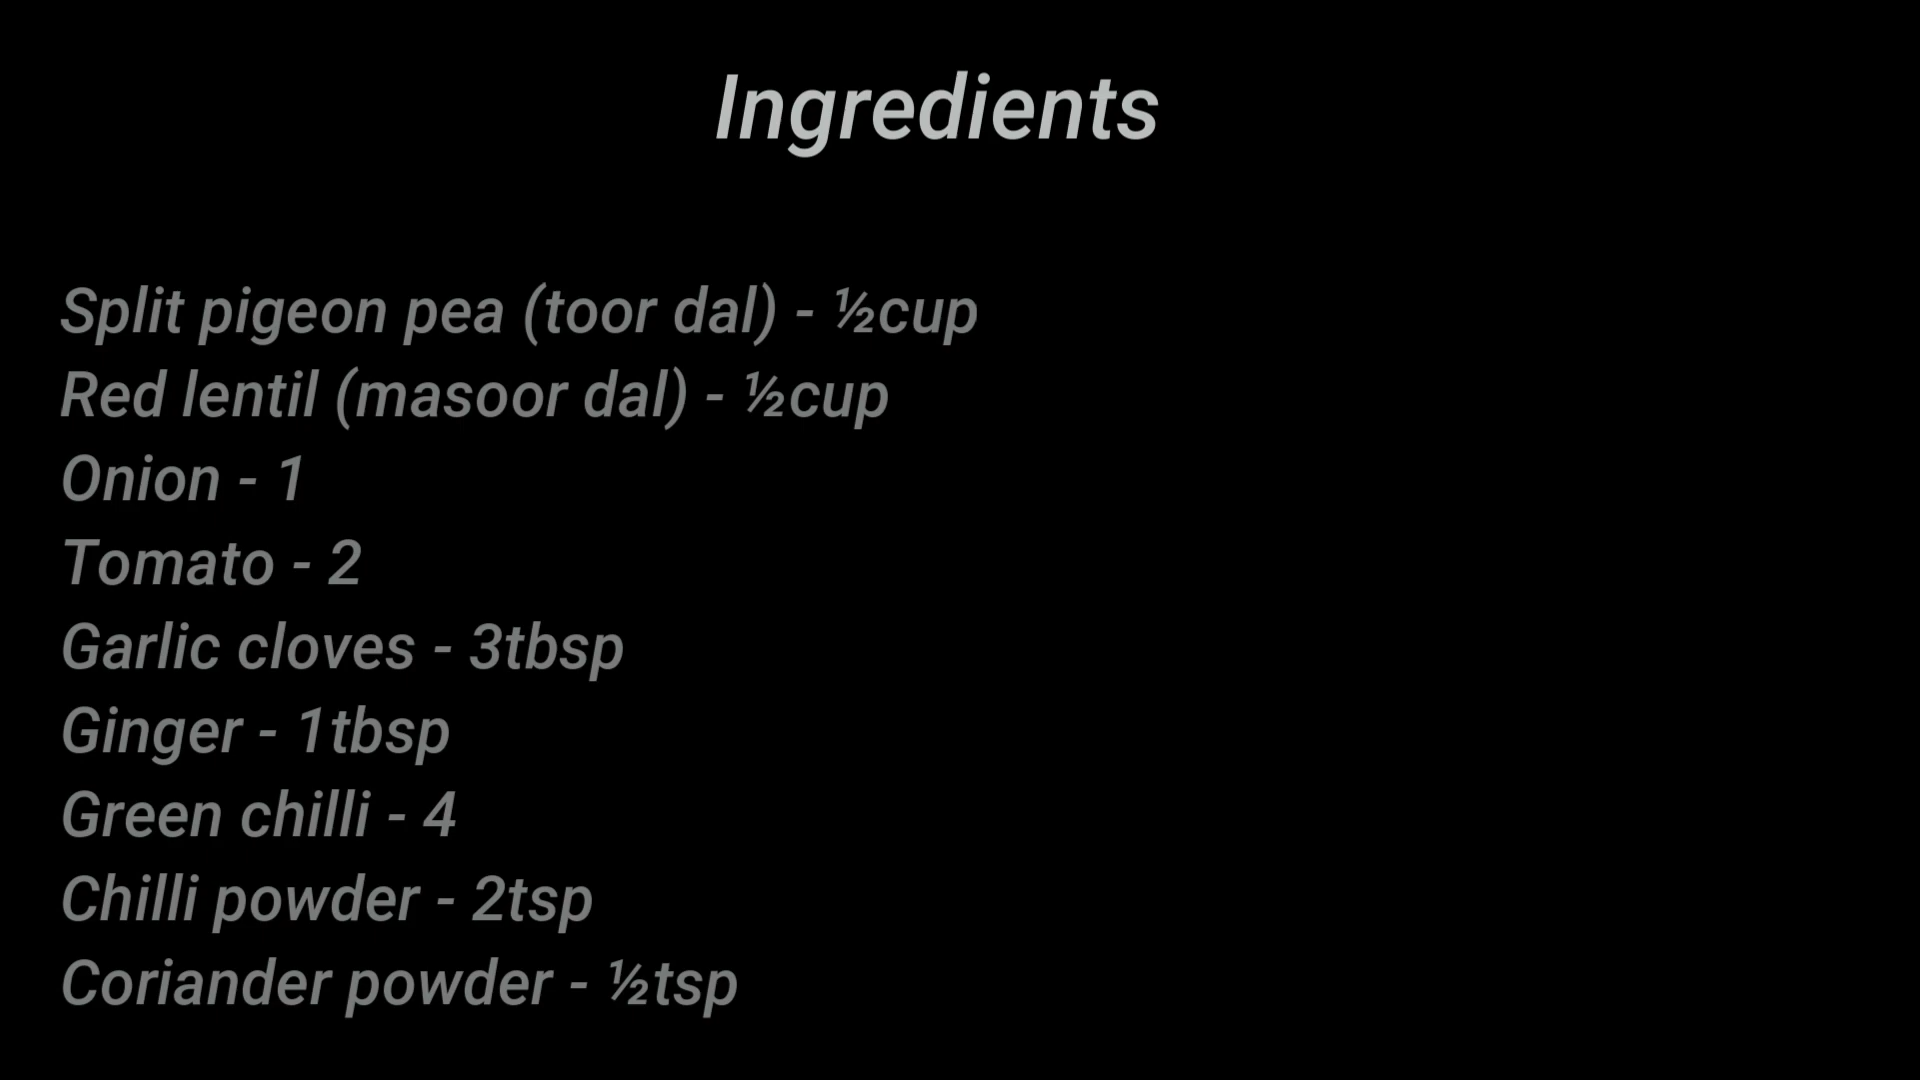 Ingredients
Split pigeon pea (toor dal) - ½cup
Red lentil (masoor dal) - ½cup
Onion - 1
Tomato - 2
Garlic cloves - 3tbsp
Ginger - 1tbsp
Green chilli - 4
Chilli powder - 2tsp
Coriander powder - ½tsp